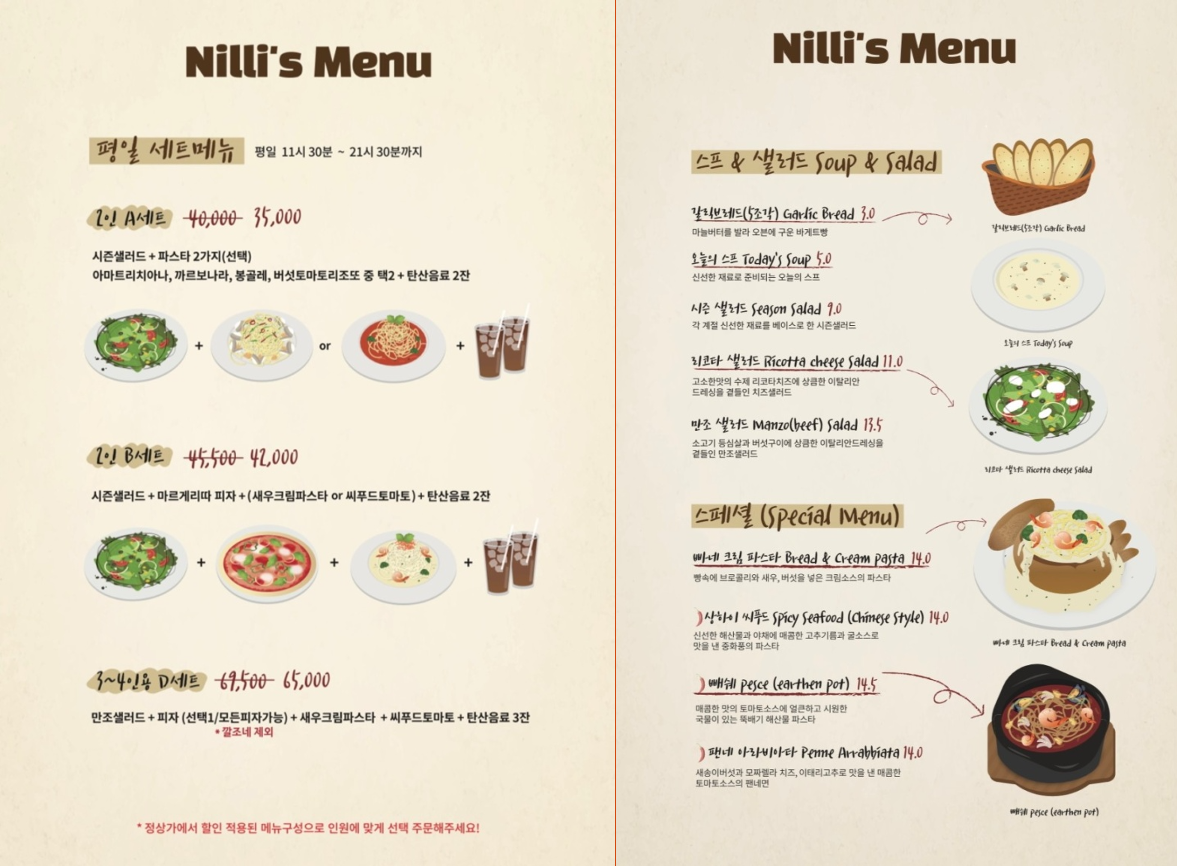 Nilli's Menu
평일 세트메뉴 평일 11시 30분 ~ 21시 30분까지
2인 A세트 40,000 35,000
시즌샐러드 + 파스타 2가지(선택)
아마트리치아나, 까르보나라, 봉골레, 버섯토마토리조또 중 택2 + 탄산음료 2잔
+ or +
2인 B세트 45,500 42,000
시즌샐러드 + 마르게리따 피자 + (새우크림파스타 or 씨푸드토마토) + 탄산음료 2잔
+ + +
3~4인용 D세트 69,500 65,000
만조샐러드 + 피자 (선택1/모든피자가능) + 새우크림파스타 + 씨푸드토마토 + 탄산음료 3잔
* 깔조네 제외
* 정상가에서 할인 적용된 메뉴구성으로 인원에 맞게 선택 주문해주세요!
Nilli's Menu
스프 & 샐러드 Soup & Salad
갈릭브레드(5조각) Garlic Bread 3.0
마늘버터를 발라 오븐에 구운 바게트빵
갈릭브레드(5조각) Garlic Bread
오늘의 스프 Today's Soup 5.0
신선한 재료로 준비되는 오늘의 스프
시즌 샐러드 Season Salad 9.0
각 계절 신선한 재료를 베이스로 한 시즌샐러드
오늘의 스프 Today's Soup
리코타 샐러드 Ricotta cheese Salad 11.0
고소한맛의 수제 리코타치즈에 상큼한 이탈리안
드레싱을 곁들인 치즈샐러드
만조 샐러드 Manzo(beef) Salad 13.5
소고기 등심살과 버섯구이에 상큼한 이탈리안드레싱을
곁들인 만조샐러드
리코타 샐러드 Ricotta cheese Salad
스페셜 (Special Menu)
빠네 크림 파스타 Bread & Cream pasta 14.0
빵속에 브로콜리와 새우, 버섯을 넣은 크림소스의 파스타
상하이 씨푸드 Spicy Seafood (Chinese Style) 14.0
신선한 해산물과 야채에 매콤한 고추기름과 굴소스로
맛을 낸 중화풍의 파스타
빠네 크림 파스타 Bread & Cream pasta
뻬쉐 pesce (earthen pot) 14.5
매콤한 맛의 토마토소스에 얼큰하고 시원한
국물이 있는 뚝배기 해산물 파스타
팬네 아라비아타 Penne Arrabbiata 14.0
새송이버섯과 모짜렐라 치즈, 이태리고추로 맛을 낸 매콤한
토마토소스의 팬네면
뻬쉐 pesce (earthen pot)